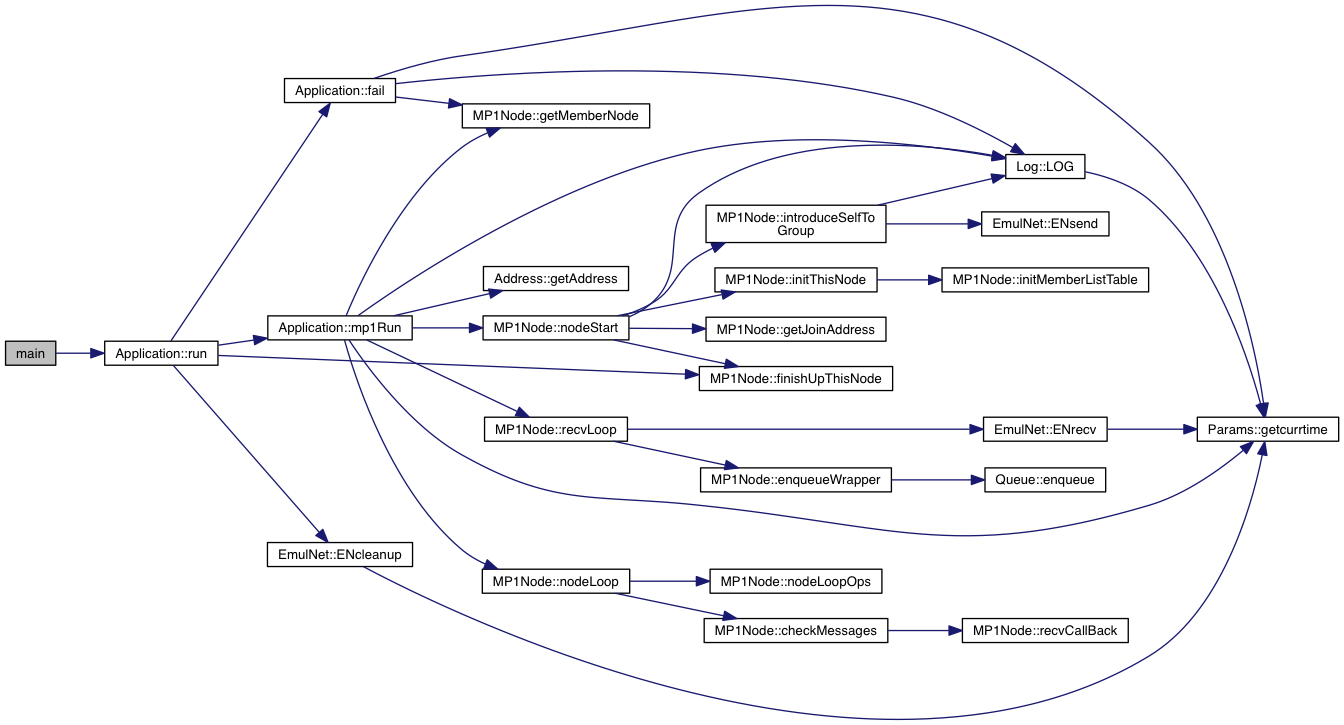 main
Application::run
Application::fail
Application::mp1Run
EmulNet::ENcleanup
MP1Node::getMemberNode
Address::getAddress
MP1Node::nodeStart
MP1Node::recvLoop
MP1Node::nodeLoop
MP1Node::introduceSelfTo
Group
MP1Node::initThisNode
MP1Node::getJoinAddress
MP1Node::finishUpThisNode
MP1Node::enqueueWrapper
MP1Node::nodeLoopOps
MP1Node::checkMessages
Log::LOG
EmulNet::ENsend
MP1Node::initMemberListTable
EmulNet::ENrecv
Queue::enqueue
MP1Node::recvCallBack
Params::getcurrtime